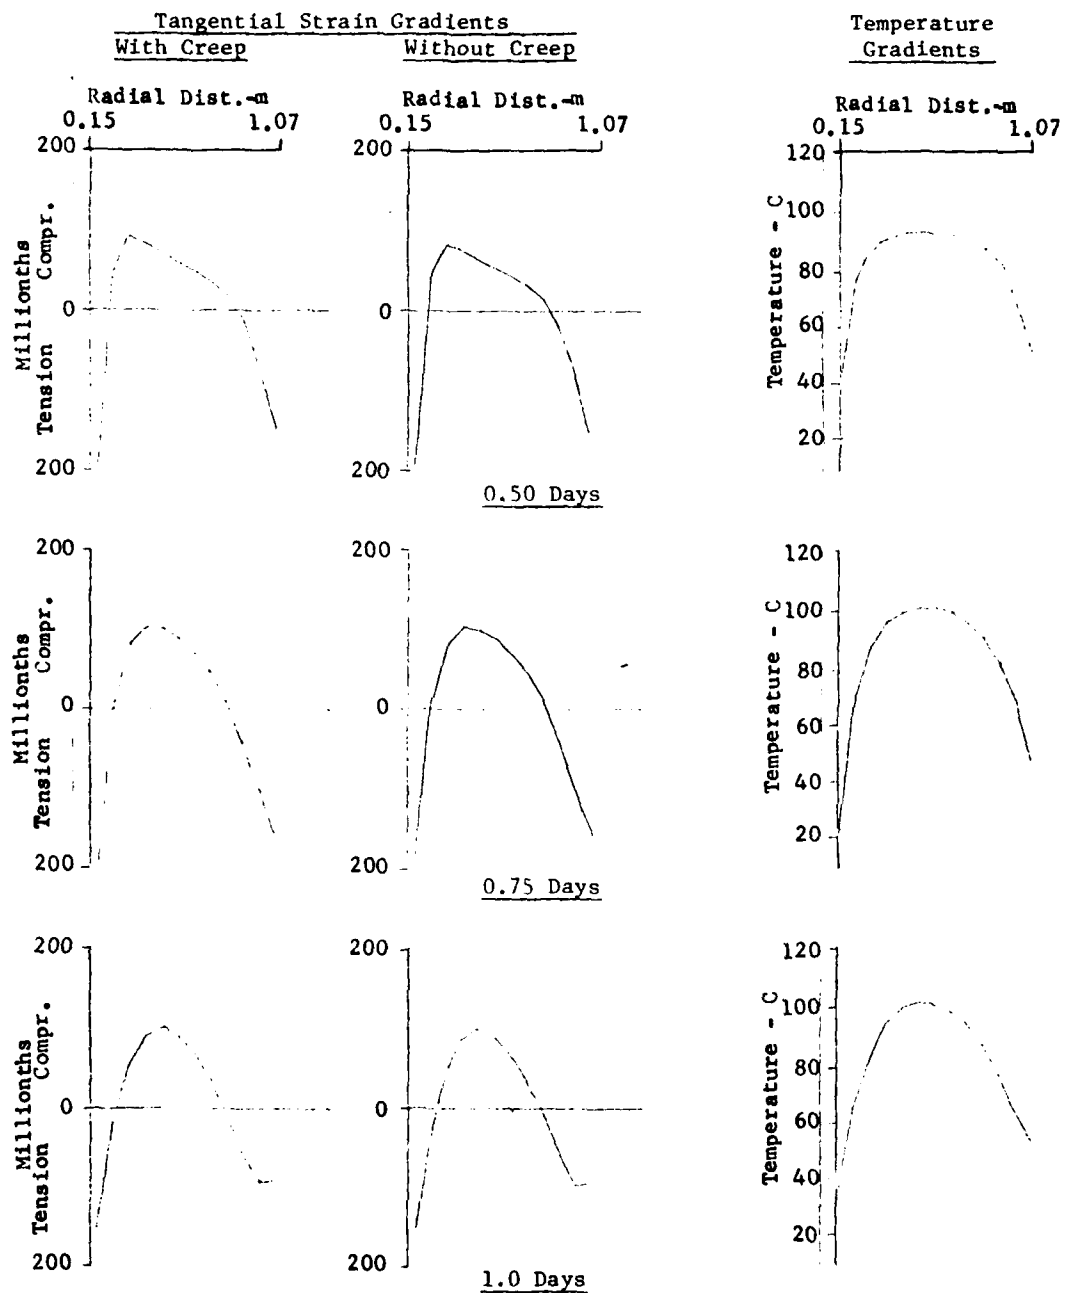 Tangential Strain Gradients
With Creep
Without Creep
Temperature
Gradients
Radial Dist.-m
0.15
1.07
200
0
200
Millionths
Tension Compr.
Radial Dist.-m
0.15
1.07
200
0
200
Radial Dist.-m
0.15
1.07
120
100
80
60
40
20
Temperature - C
0.50 Days
200
0
200
Millionths
Tension Compr.
200
0
200
120
100
80
60
40
20
Temperature - C
0.75 Days
200
0
200
Millionths
Tension Compr.
200
0
200
120
100
80
60
40
20
Temperature - C
1.0 Days